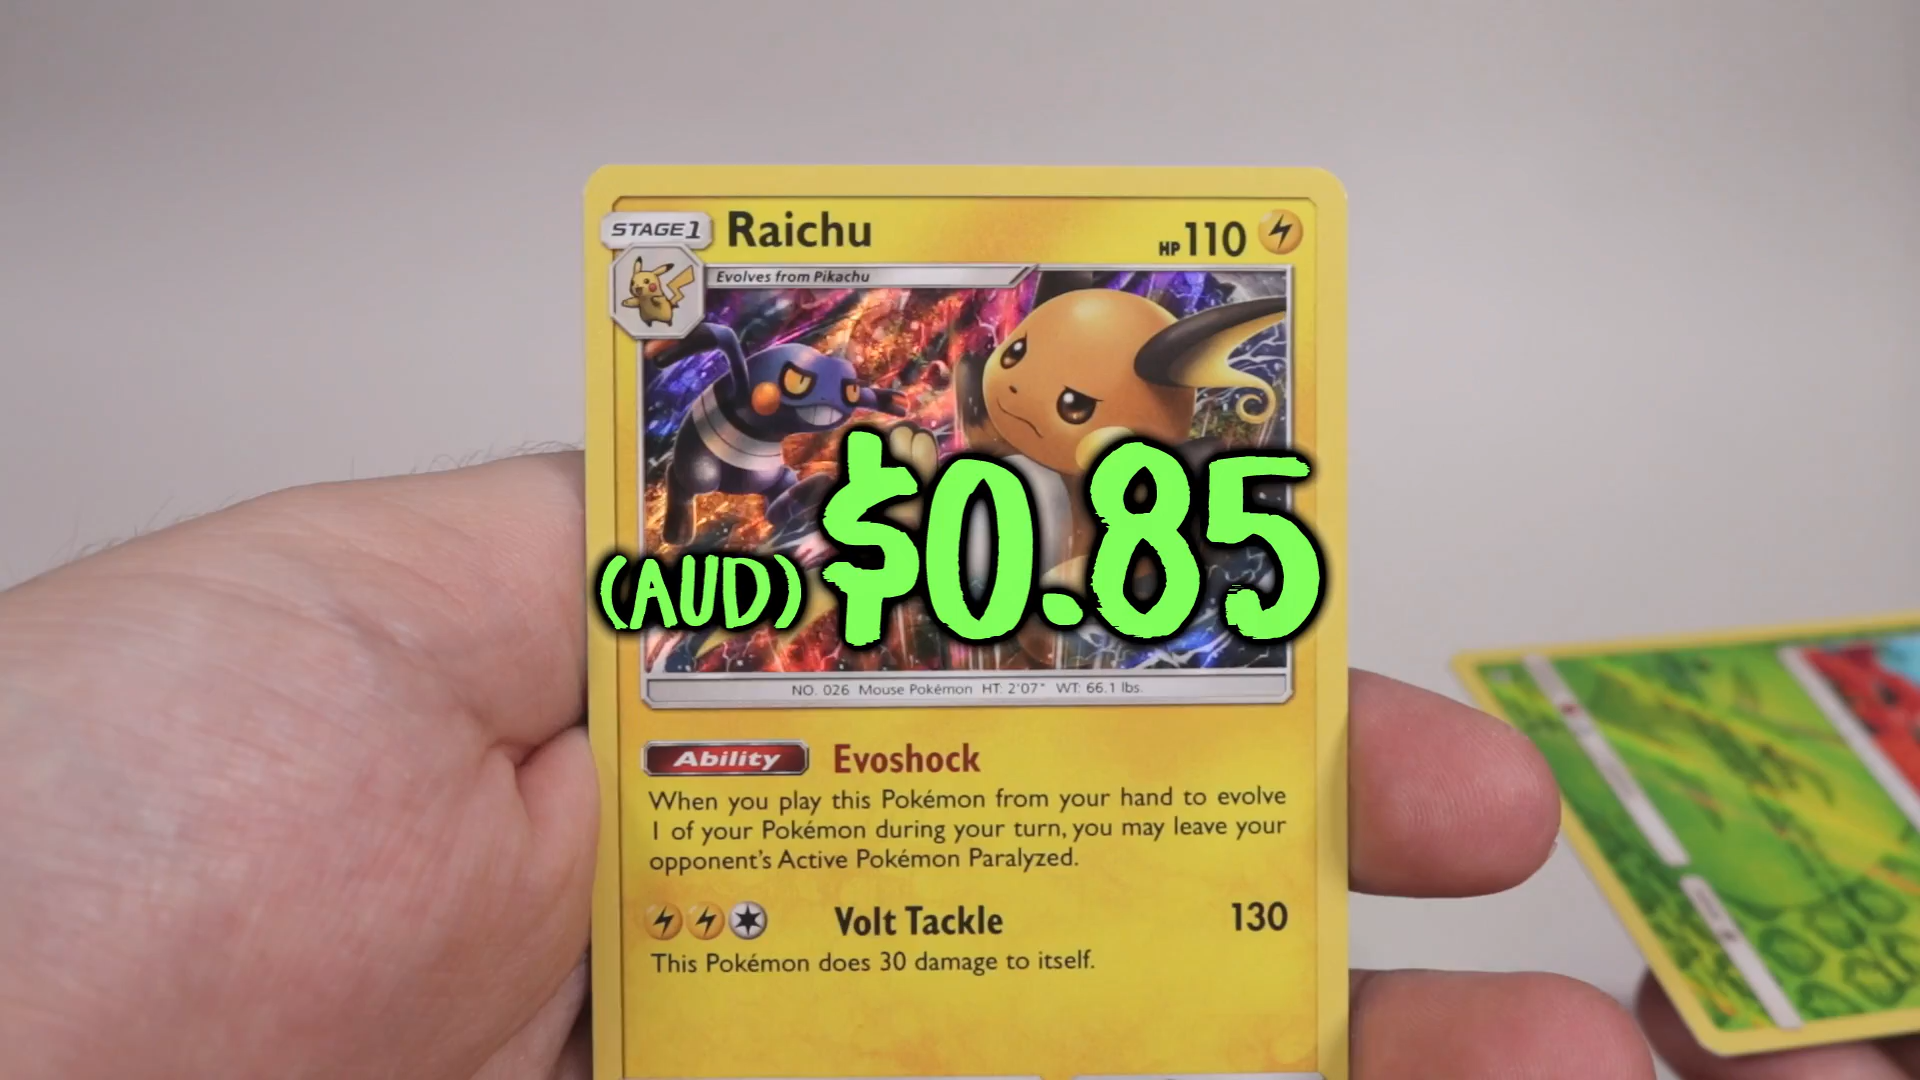 STAGE1 Raichu HP 110
Evolves from Pikachu
(AUD) $0.85
NO. 026 Mouse Pokémon HT: 2'07" WT: 66.1 lbs.
Ability Evoshock
When you play this Pokémon from your hand to evolve
1 of your Pokémon during your turn, you may leave your
opponent's Active Pokémon Paralyzed.
Volt Tackle 130
This Pokémon does 30 damage to itself.